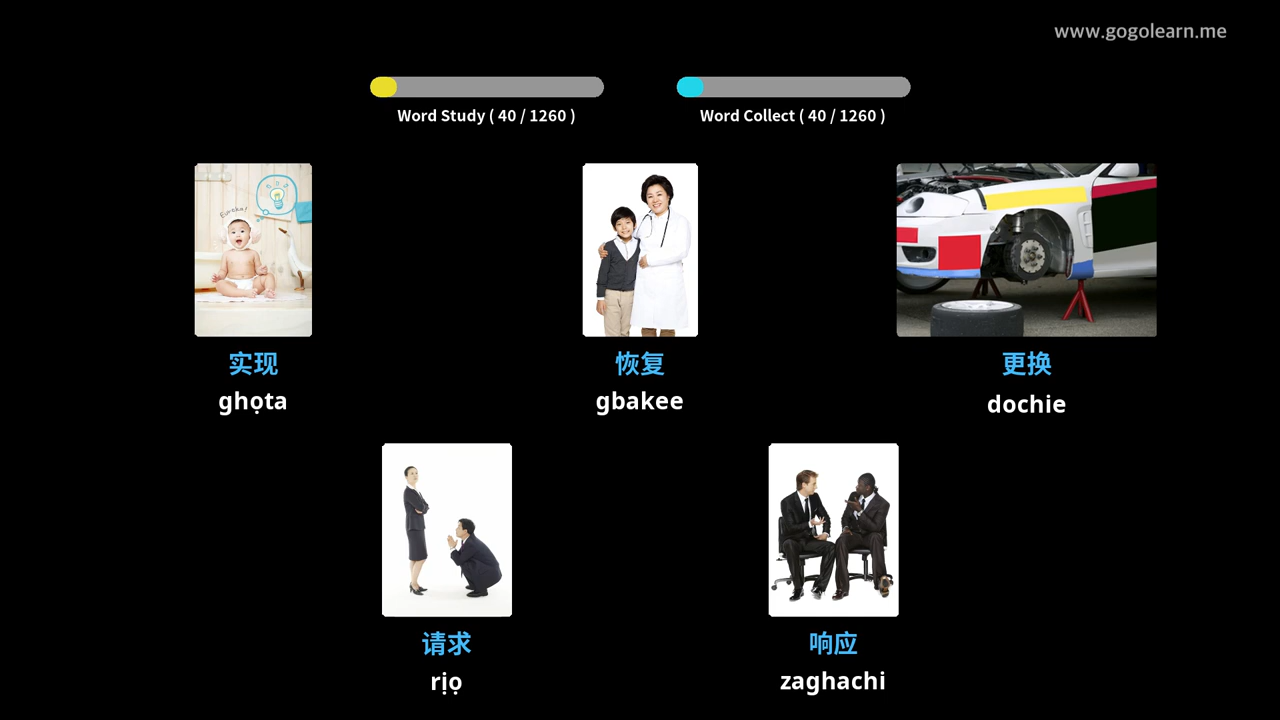 www.gogolearn.me
Word Study ( 40 / 1260 )
Word Collect ( 40 / 1260 )
Eureka!
实现
ghọta
恢复
gbakee
更换
dochie
请求
rịọ
响应
zaghachi